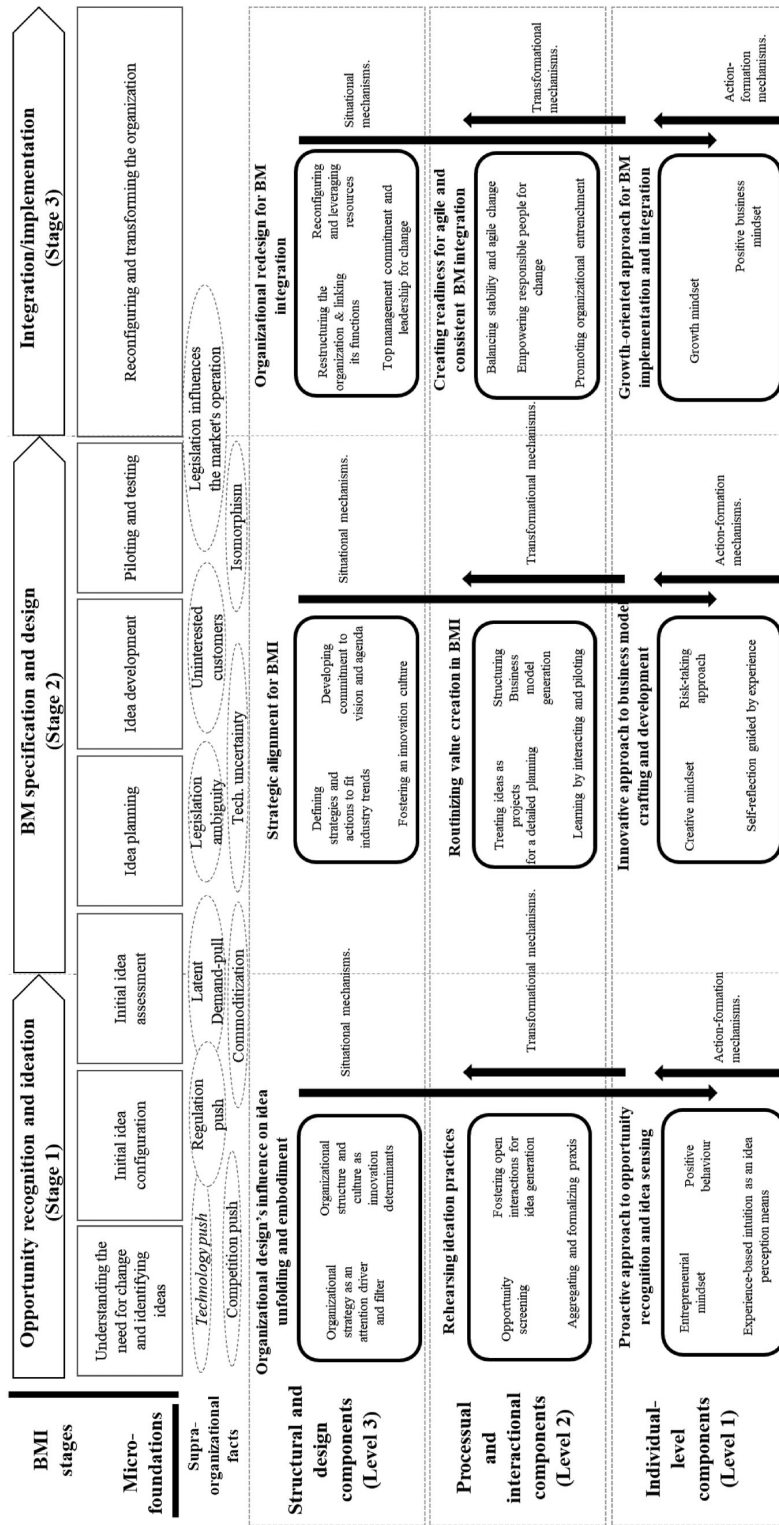 BMI
stages
Opportunity recognition and ideation
(Stage 1)
BM specification and design
(Stage 2)
Integration/implementation
(Stage 3)
Micro-
foundations
Understanding the
need for change
and identifying
ideas
Initial idea
configuration
Initial idea
assessment
Idea planning
Idea development
Piloting and testing
Reconfiguring and transforming the organization
Supra-
organizational
facts
Technology push
Regulation
push
Latent
Demand-pull
Legislation
ambiguity
Uninterested
customers
Legislation influences
the market's operation
Competition push
Commoditization
Tech. uncertainty
Isomorphism
Structural and
design
components
(Level 3)
Organizational design's influence on idea
unfolding and embodiment
Organizational
strategy as an
attention driver
and filter
Organizational
structure and
culture as
innovation
determinants
Situational mechanisms.
Strategic alignment for BMI
Defining
strategies and
actions to fit
industry trends
Developing
commitment to
vision and agenda
Fostering an innovation culture
Situational mechanisms.
Organizational redesign for BM
integration
Restructuring the
organization & linking
its functions
Reconfiguring
and leveraging
resources
Top management commitment and
leadership for change
Situational
mechanisms.
Processual
and
interactional
components
(Level 2)
Rehearsing ideation practices
Opportunity
screening
Fostering open
interactions for
idea generation
Aggregating and formalizing praxis
Transformational mechanisms.
Routinizing value creation in BMI
Treating ideas as
projects
for a detailed planning
Structuring
Business
model
generation
Learning by interacting and piloting
Transformational mechanisms.
Creating readiness for agile and
consistent BM integration
Balancing stability and agile change
Empowering responsible people for
change
Promoting organizational entrenchment
Transformational
mechanisms.
Individual-
level
components
(Level 1)
Proactive approach to opportunity
recognition and idea sensing
Entrepreneurial
mindset
Positive
behaviour
Experience-based intuition as an idea
perception means
Action-formation
mechanisms.
Innovative approach to business model
crafting and development
Creative mindset
Risk-taking
approach
Self-reflection guided by experience
Action-formation
mechanisms.
Growth-oriented approach for BM
implementation and integration
Growth mindset
Positive business
mindset
Action-
formation
mechanisms.